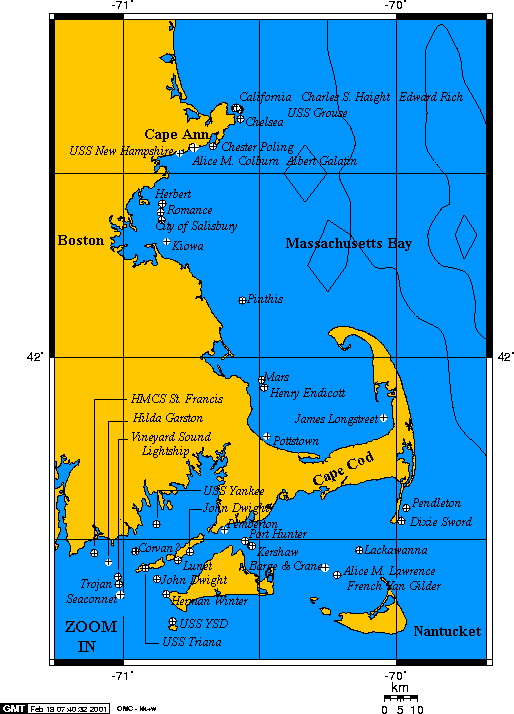 -71 -70
California Charles S. Haight Edward Rich
USS Grouse
Chelsea
Cape Ann
Chester Poling
USS New Hampshire
Alice M. Colburn Albert Galatin
Herbert
Romance
City of Salisbury
Boston
Kiowa
Massachusetts Bay
Pinthis
42° 42°
Mars
Henry Endicott
HMCS St. Francis
Hilda Garston
James Longstreet
Vineyard Sound
Lightship
Pottstown
Cape Cod
USS Yankee
John Dwight
Pendleton
Pemberton
Dixie Sword
Port Hunter
Corvan?
Kershaw
Lackawanna
Lunet
Barge & Crane
Trojan
John Dwight
Alice M. Lawrence
French Van Gilder
Seaconnet
Herman Winter
ZOOM
IN
USS YSD
Nantucket
USS Triana
-71 -70
km
0 5 10
GMT Feb 18 07:40:32 2001